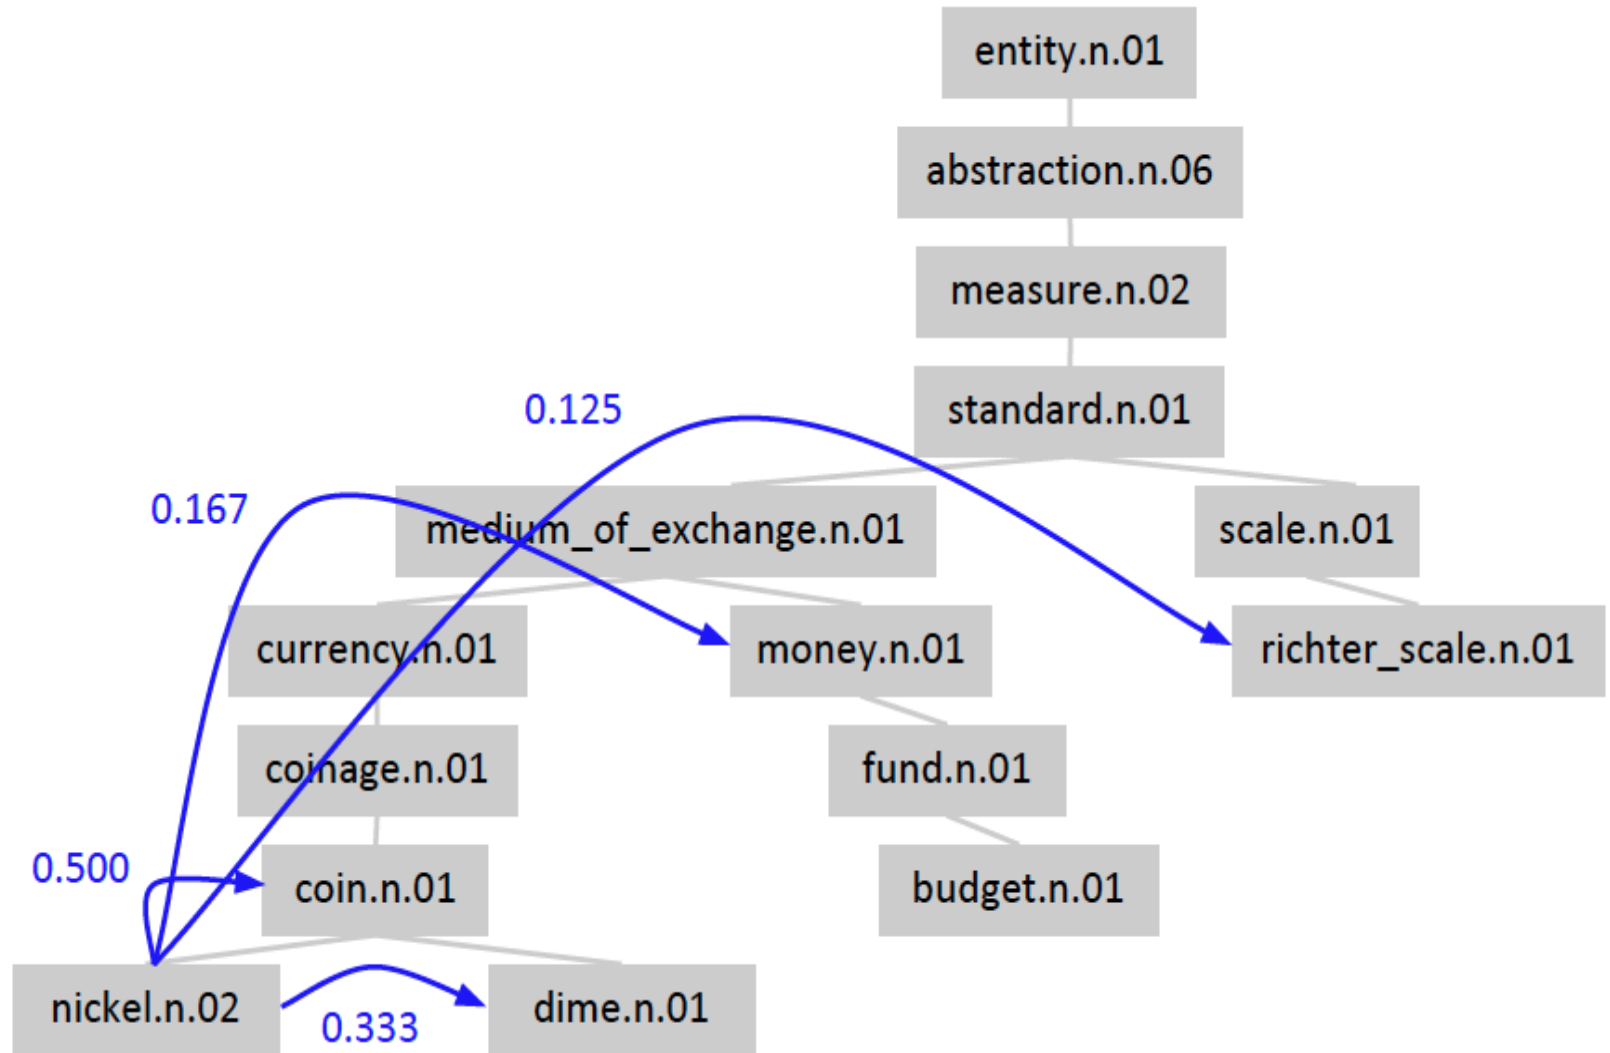 entity.n.01
abstraction.n.06
measure.n.02
standard.n.01
0.125
0.167
medium_of_exchange.n.01
scale.n.01
currency.n.01
money.n.01
richter_scale.n.01
coinage.n.01
fund.n.01
0.500
coin.n.01
budget.n.01
nickel.n.02
0.333
dime.n.01